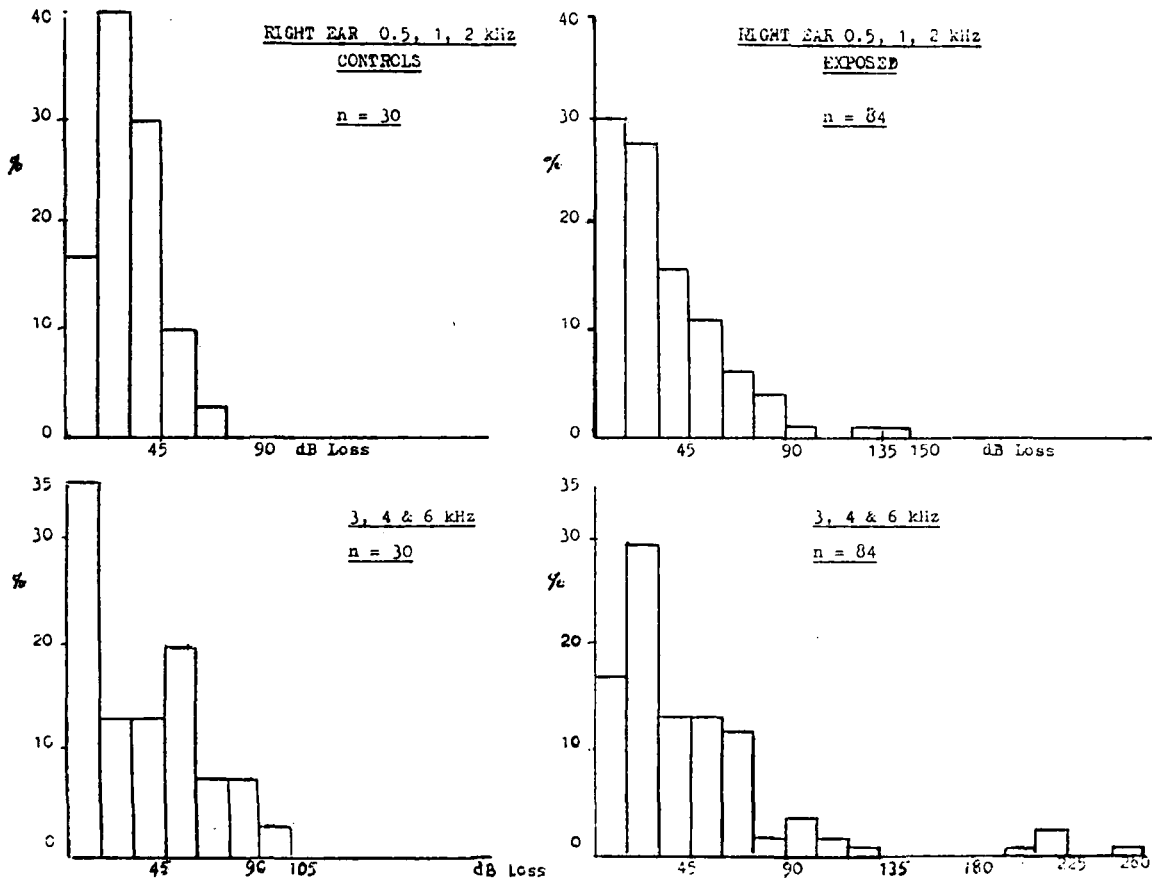 RIGHT EAR 0.5, 1, 2 kHz
CONTROLS
n = 30
40
30
20
10
0
%
45 90 dB Loss
RIGHT EAR 0.5, 1, 2 kHz
EXPOSED
n = 84
40
30
20
10
0
%
45 90 135 150 dB Loss
3, 4 & 6 kHz
n = 30
35
30
20
10
0
%
45 90 105 dB Loss
3, 4 & 6 kHz
n = 84
35
30
20
10
0
%
45 90 135 180 225 260